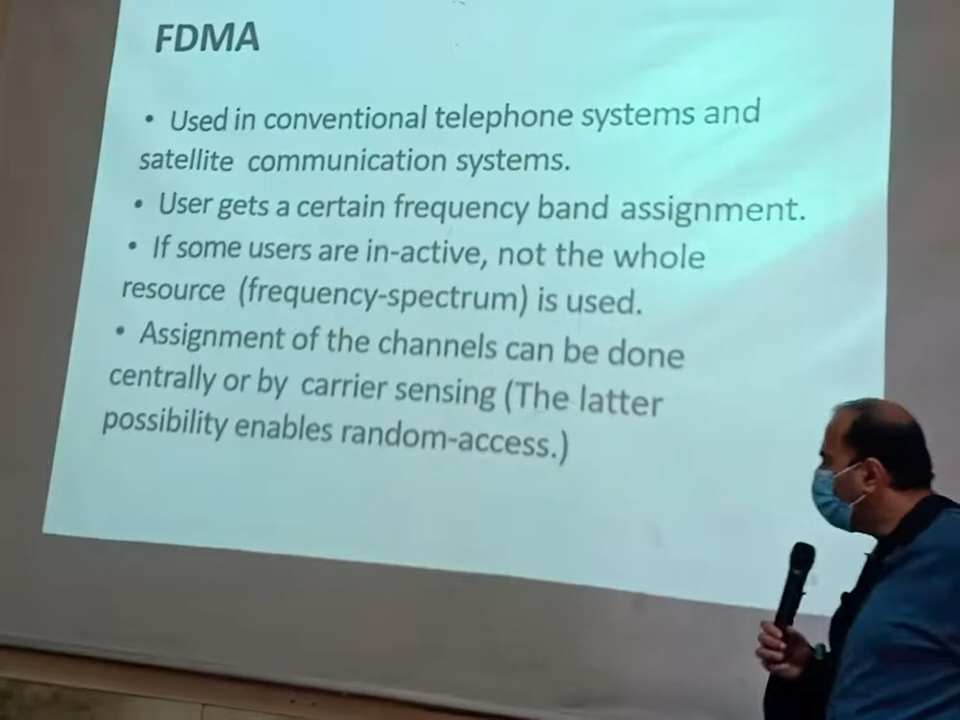 FDMA
• Used in conventional telephone systems and
satellite communication systems.
• User gets a certain frequency band assignment.
• If some users are in-active, not the whole
resource (frequency-spectrum) is used.
• Assignment of the channels can be done
centrally or by carrier sensing (The latter
possibility enables random-access.)